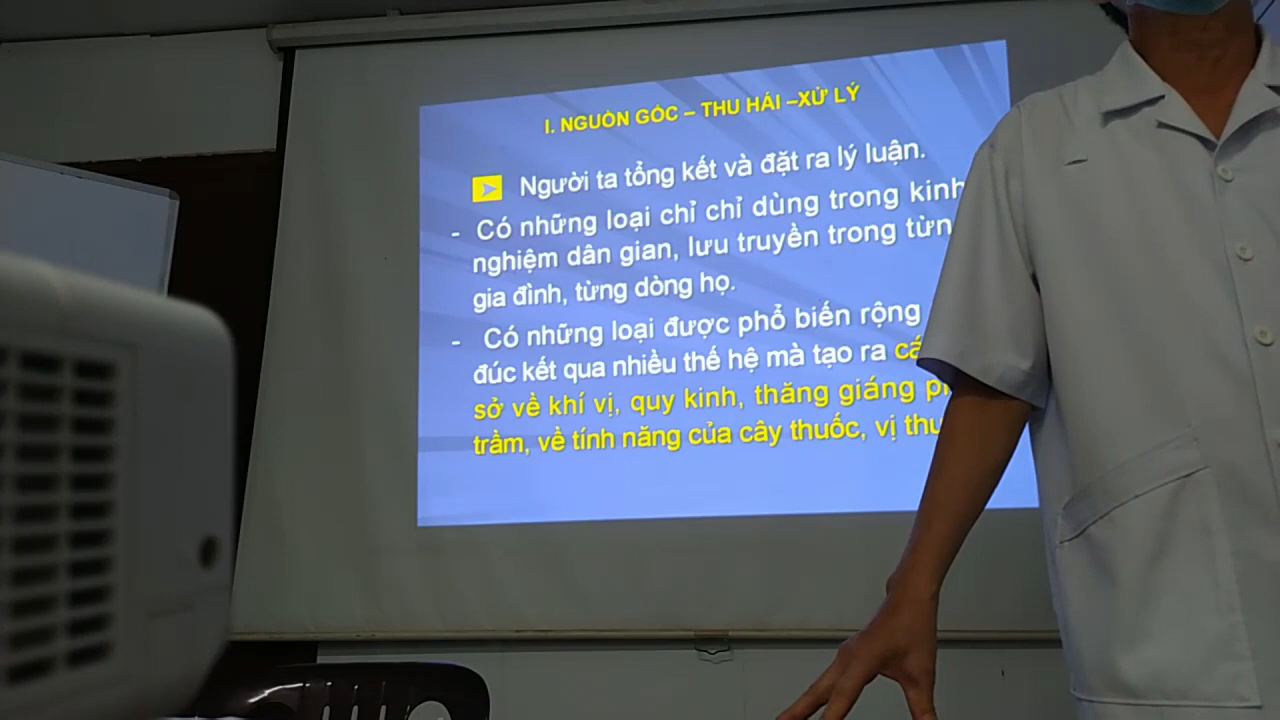 I. NGUỒN GỐC – THU HÁI –XỬ LÝ
Người ta tổng kết và đặt ra lý luận.
- Có những loại chỉ chỉ dùng trong kinh
nghiệm dân gian, lưu truyền trong
gia đình, từng dòng họ.
- Có những loại được phổ biến rộng
đúc kết qua nhiều thế hệ mà tạo ra
sở về khí vị, quy kinh, thăng giáng
trầm, về tính năng của cây thuốc, vị